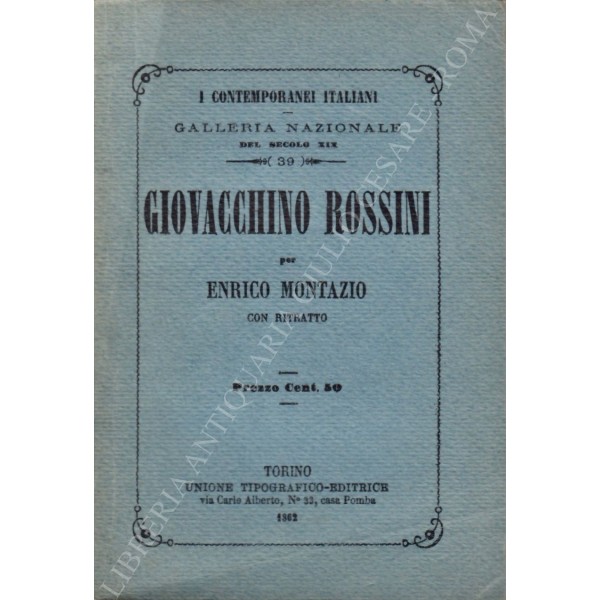 I CONTEMPORANEI ITALIANI
GALLERIA NAZIONALE
DEL SECOLO XIX
( 39 )
GIOVACCHINO ROSSINI
per
ENRICO MONTAZIO
CON RITRATTO
Prezzo Cent. 50
TORINO
UNIONE TIPOGRAFICO-EDITRICE
via Carlo Alberto, Nº 33, casa Pomba
1862
LIBRERIA ANTIQUARIA GIULIO CESARE ROMA